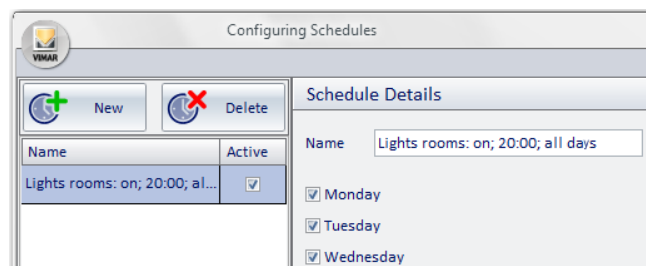 Configuring Schedules
VIMAR
New
Delete
Schedule Details
Name
Active
Name
Lights rooms: on; 20:00; all days
Lights rooms: on; 20:00; al...
Monday
Tuesday
Wednesday